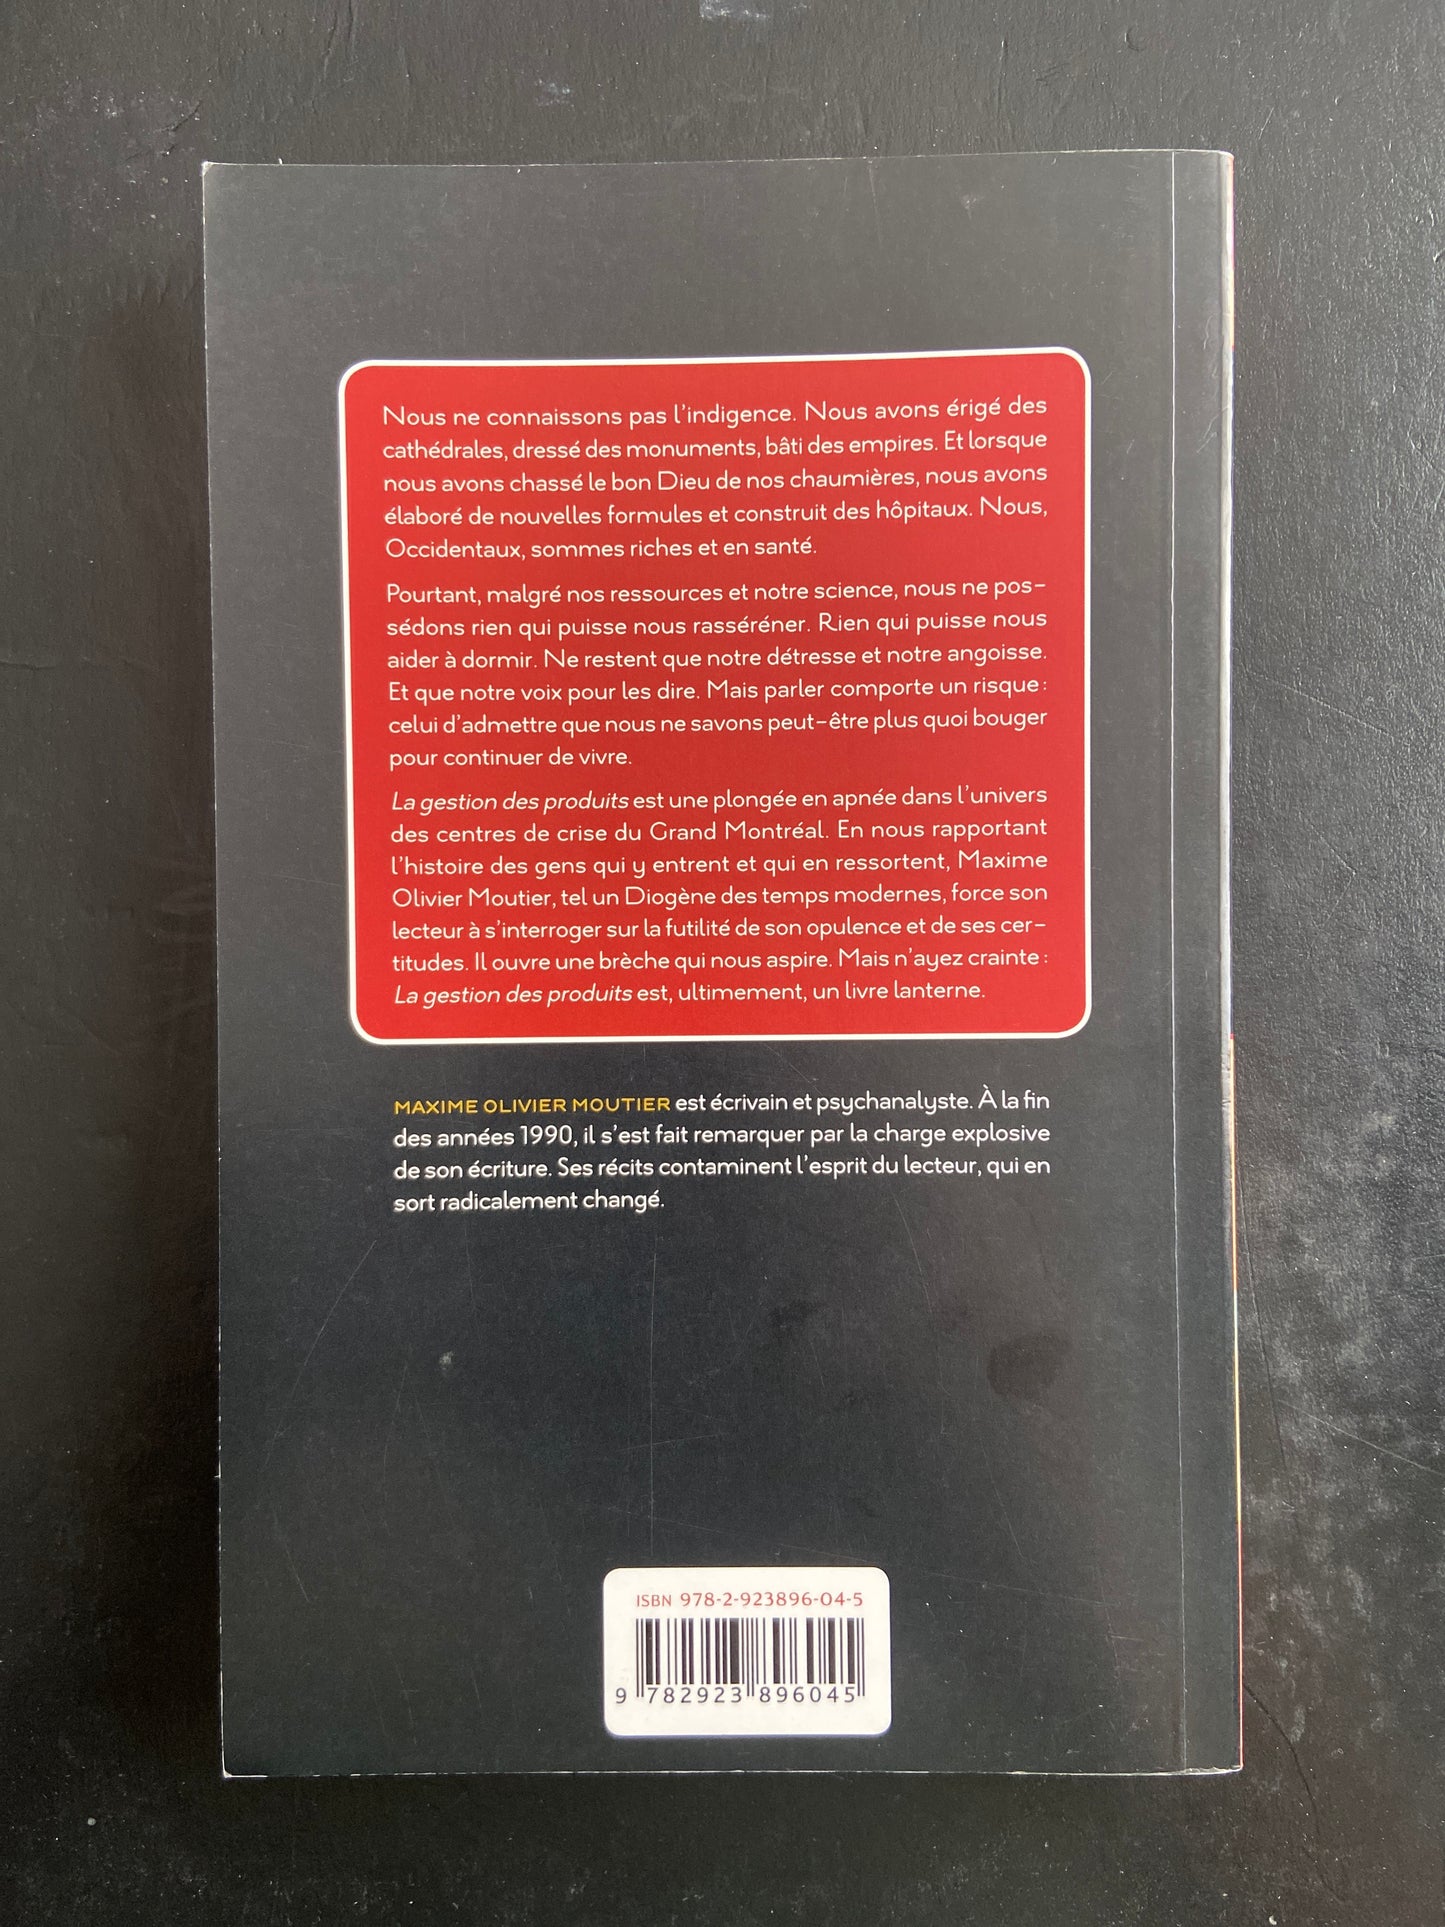 Nous ne connaissons pas l'indigence. Nous avons érigé des
cathédrales, dressé des monuments, bâti des empires. Et lorsque
nous avons chassé le bon Dieu de nos chaumières, nous avons
élaboré de nouvelles formules et construit des hôpitaux. Nous,
Occidentaux, sommes riches et en santé.
Pourtant, malgré nos ressources et notre science, nous ne pos-
sédons rien qui puisse nous rasséréner. Rien qui puisse nous
aider à dormir. Ne restent que notre détresse et notre angoisse.
Et que notre voix pour les dire. Mais parler comporte un risque :
celui d'admettre que nous ne savons peut-être plus quoi bouger
pour continuer de vivre.
La gestion des produits est une plongée en apnée dans l'univers
des centres de crise du Grand Montréal. En nous rapportant
l'histoire des gens qui y entrent et qui en ressortent, Maxime
Olivier Moutier, tel un Diogène des temps modernes, force son
lecteur à s'interroger sur la futilité de son opulence et de ses cer-
titudes. Il ouvre une brèche qui nous aspire. Mais n'ayez crainte :
La gestion des produits est, ultimement, un livre lanterne.
MAXIME OLIVIER MOUTIER est écrivain et psychanalyste. À la fin
des années 1990, il s'est fait remarquer par la charge explosive
de son écriture. Ses récits contaminent l'esprit du lecteur, qui en
sort radicalement changé.
ISBN 978-2-923896-04-5
9 782923 896045